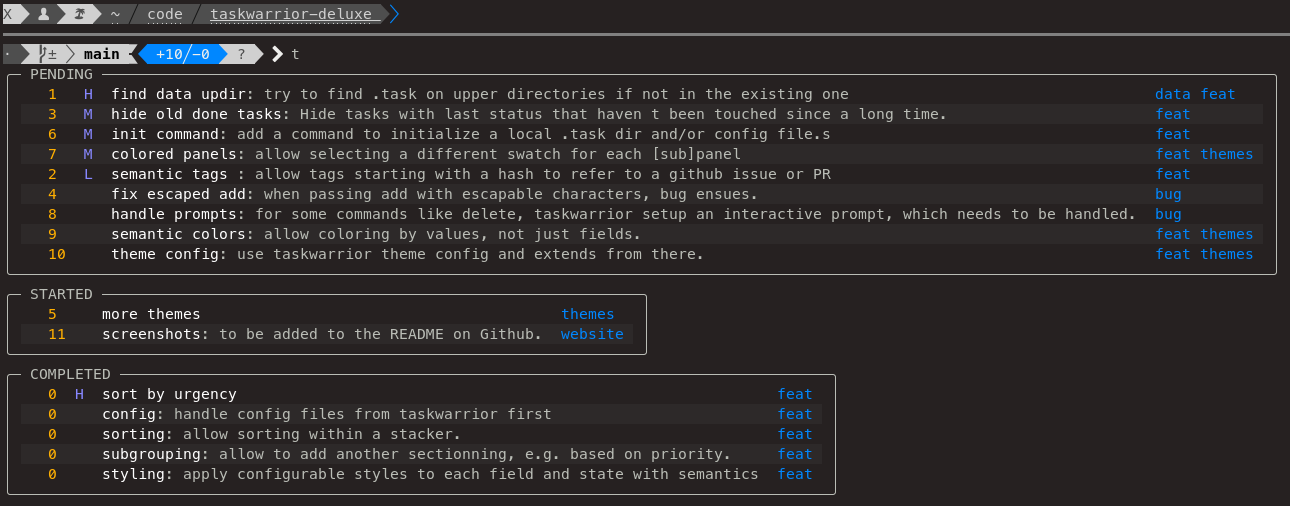 X ~ code taskwarrior-deluxe
± main +10/-0 ? t
PENDING
1 H find data updir: try to find .task on upper directories if not in the existing one data feat
3 M hide old done tasks: Hide tasks with last status that haven t been touched since a long time. feat
6 M init command: add a command to initialize a local .task dir and/or config file.s feat
7 M colored panels: allow selecting a different swatch for each [sub]panel feat themes
2 L semantic tags : allow tags starting with a hash to refer to a github issue or PR feat
4 fix escaped add: when passing add with escapable characters, bug ensues. bug
8 handle prompts: for some commands like delete, taskwarrior setup an interactive prompt, which needs to be handled. bug
9 semantic colors: allow coloring by values, not just fields. feat themes
10 theme config: use taskwarrior theme config and extends from there. feat themes
STARTED
5 more themes themes
11 screenshots: to be added to the README on Github. website
COMPLETED
0 H sort by urgency feat
0 config: handle config files from taskwarrior first feat
0 sorting: allow sorting within a stacker. feat
0 subgrouping: allow to add another sectionning, e.g. based on priority. feat
0 styling: apply configurable styles to each field and state with semantics feat